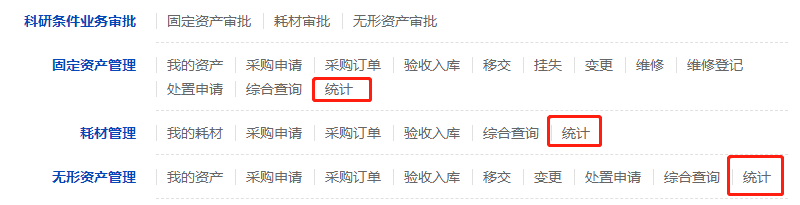 科研条件业务审批 固定资产审批 耗材审批 无形资产审批
固定资产管理 我的资产 采购申请 采购订单 验收入库 移交 挂失 变更 维修 维修登记
处置申请 综合查询 统计
耗材管理 我的耗材 采购申请 采购订单 验收入库 综合查询 统计
无形资产管理 我的资产 采购申请 采购订单 验收入库 移交 变更 处置申请 综合查询 统计